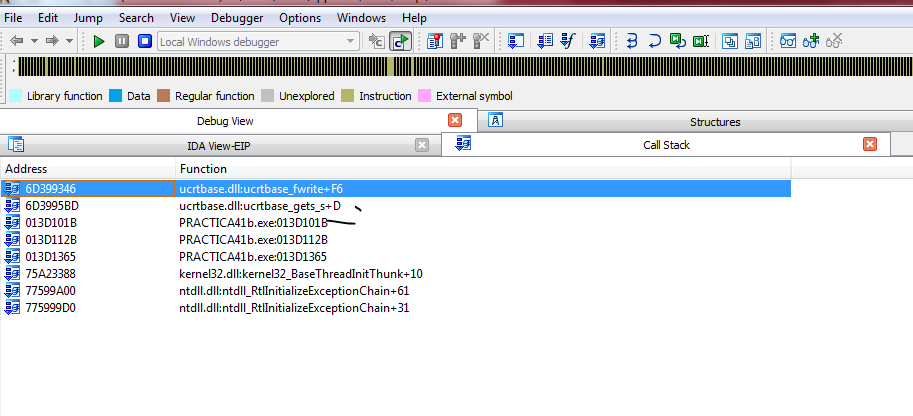 File Edit Jump Search View Debugger Options Windows Help
Local Windows debugger
Library function Data Regular function Unexplored Instruction External symbol
Debug View Structures
IDA View-EIP Call Stack
Address Function
6D399346 ucrtbase.dll:ucrtbase_fwrite+F6
6D3995BD ucrtbase.dll:ucrtbase_gets_s+D
013D101B PRACTICA41b.exe:013D101B
013D112B PRACTICA41b.exe:013D112B
013D1365 PRACTICA41b.exe:013D1365
75A23388 kernel32.dll:kernel32_BaseThreadInitThunk+10
77599A00 ntdll.dll:ntdll_RtlInitializeExceptionChain+61
775999D0 ntdll.dll:ntdll_RtlInitializeExceptionChain+31